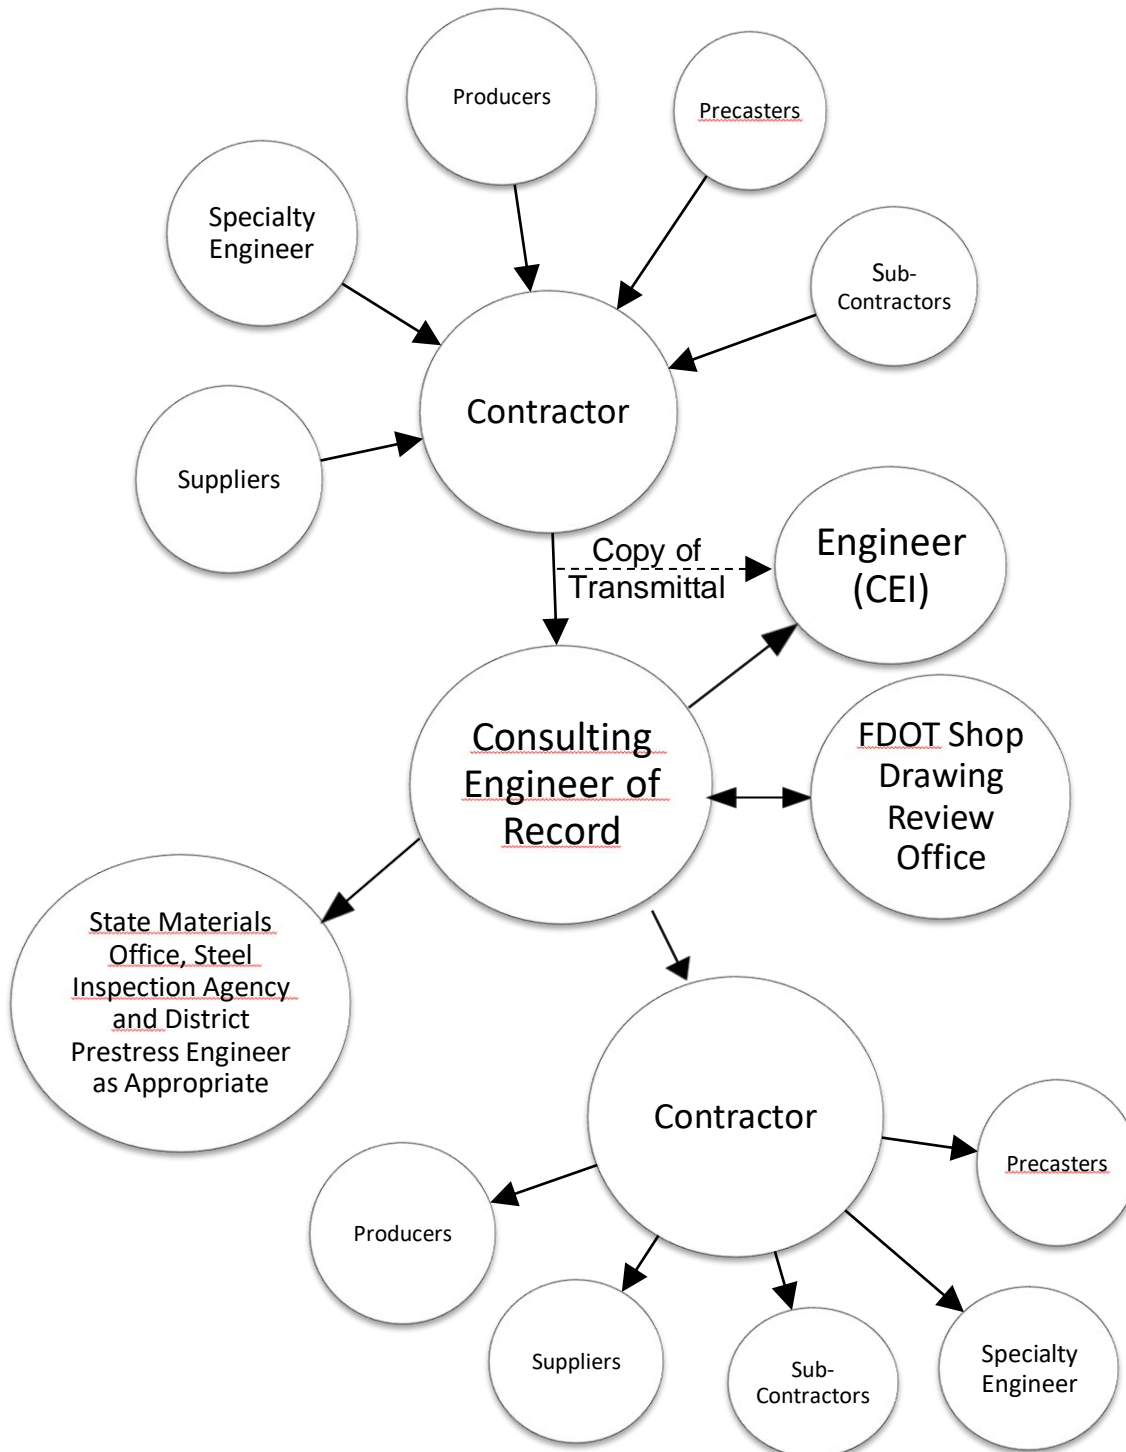 Producers
Precasters
Specialty
Engineer
Sub-
Contractors
Contractor
Suppliers
Copy of
Transmittal
Engineer
(CEI)
Consulting
Engineer of
Record
FDOT Shop
Drawing
Review
Office
State Materials
Office, Steel
Inspection Agency
and District
Prestress Engineer
as Appropriate
Contractor
Precasters
Producers
Suppliers
Sub-
Contractors
Specialty
Engineer